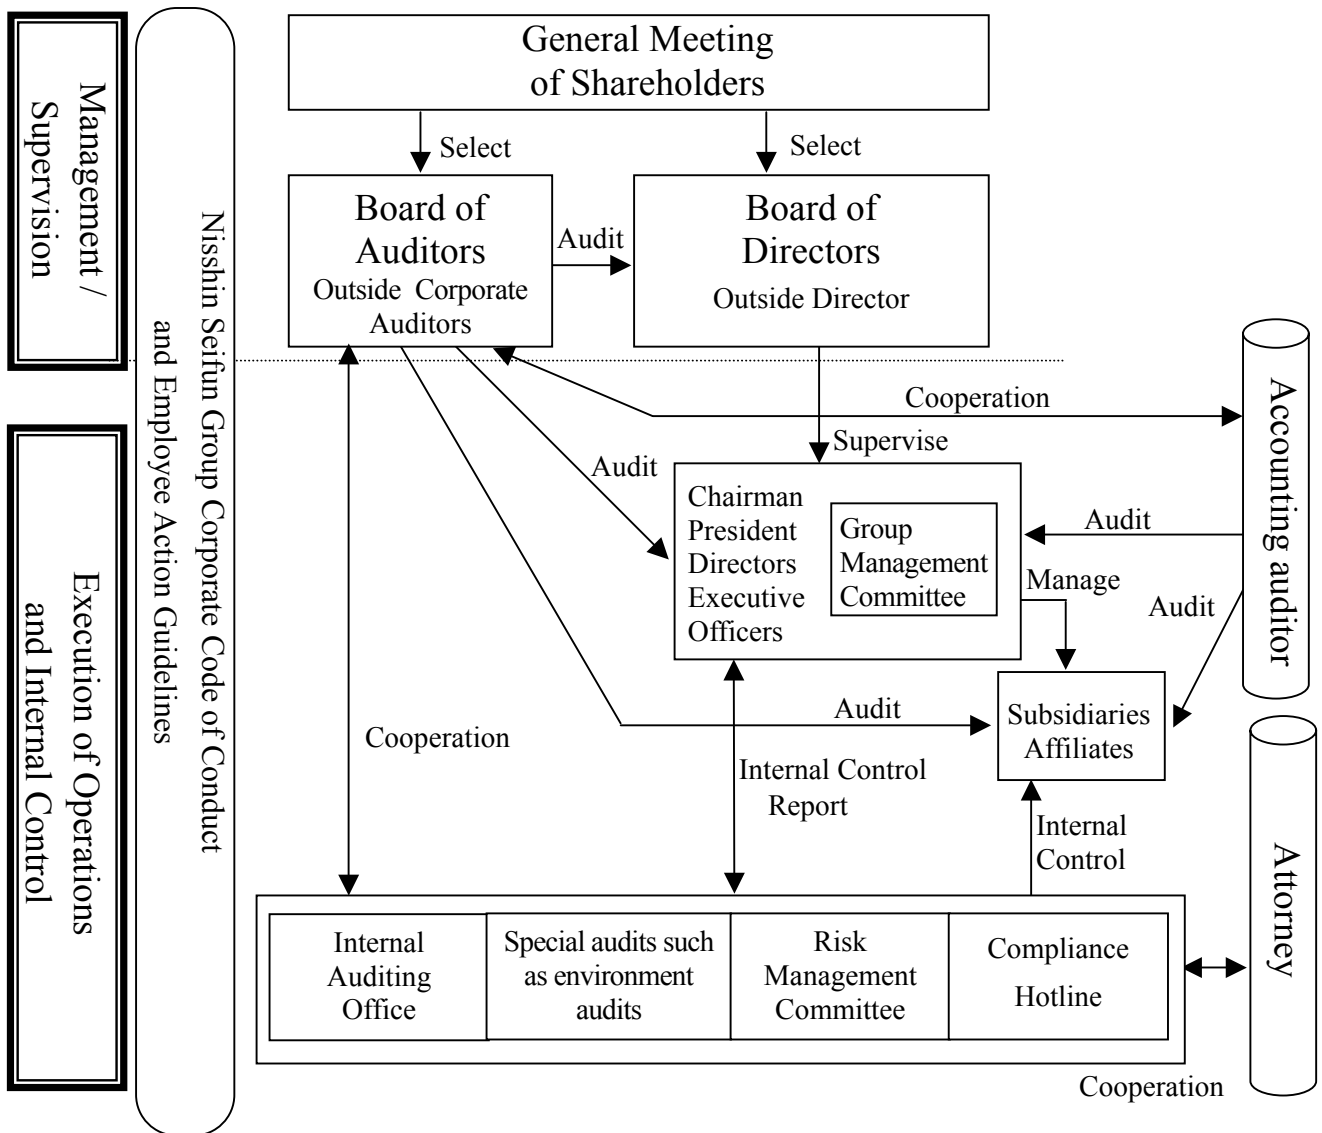 Management /
Supervision
Execution of Operations
and Internal Control
Nisshin Seifun Group Corporate Code of Conduct
and Employee Action Guidelines
General Meeting
of Shareholders
Select
Select
Board of
Auditors
Outside Corporate
Auditors
Audit
Board of
Directors
Outside Director
Cooperation
Supervise
Audit
Chairman
President
Directors
Executive
Officers
Group
Management
Committee
Audit
Manage
Audit
Accounting auditor
Audit
Subsidiaries
Affiliates
Cooperation
Internal Control
Report
Internal
Control
Attorney
Internal
Auditing
Office
Special audits such
as environment
audits
Risk
Management
Committee
Compliance
Hotline
Cooperation